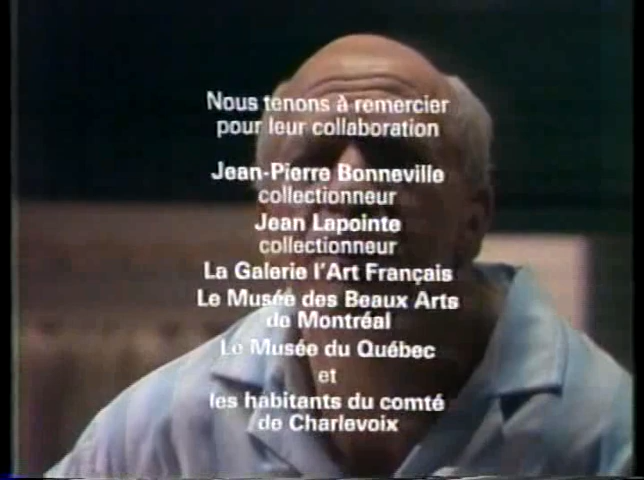 Nous tenons à remercier
pour leur collaboration
Jean-Pierre Bonneville
collectionneur
Jean Lapointe
collectionneur
La Galerie l'Art Français
Le Musée des Beaux Arts
de Montréal
Le Musée du Québec
et
les habitants du comté
de Charlevoix